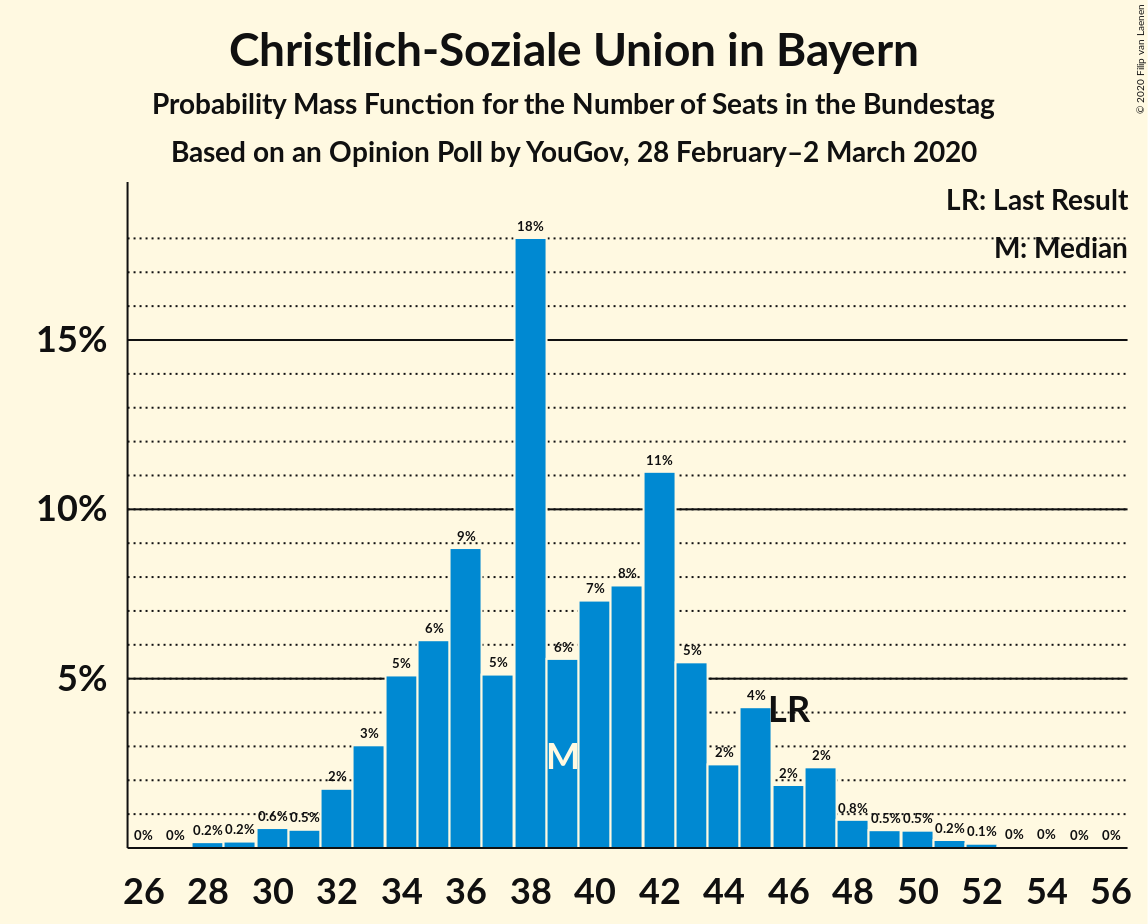 Christlich-Soziale Union in Bayern
Probability Mass Function for the Number of Seats in the Bundestag
Based on an Opinion Poll by YouGov, 28 February–2 March 2020
© 2020 Filip van Laenen
LR: Last Result
M: Median
15%
10%
5%
0% 0% 0.2% 0.2% 0.6% 0.5% 2% 3% 5% 6% 9% 5% 18% 6% 7% 8% 11% 5% 2% 4% 2% 2% 0.8% 0.5% 0.5% 0.2% 0.1% 0% 0% 0% 0%
LR
M
26 28 30 32 34 36 38 40 42 44 46 48 50 52 54 56